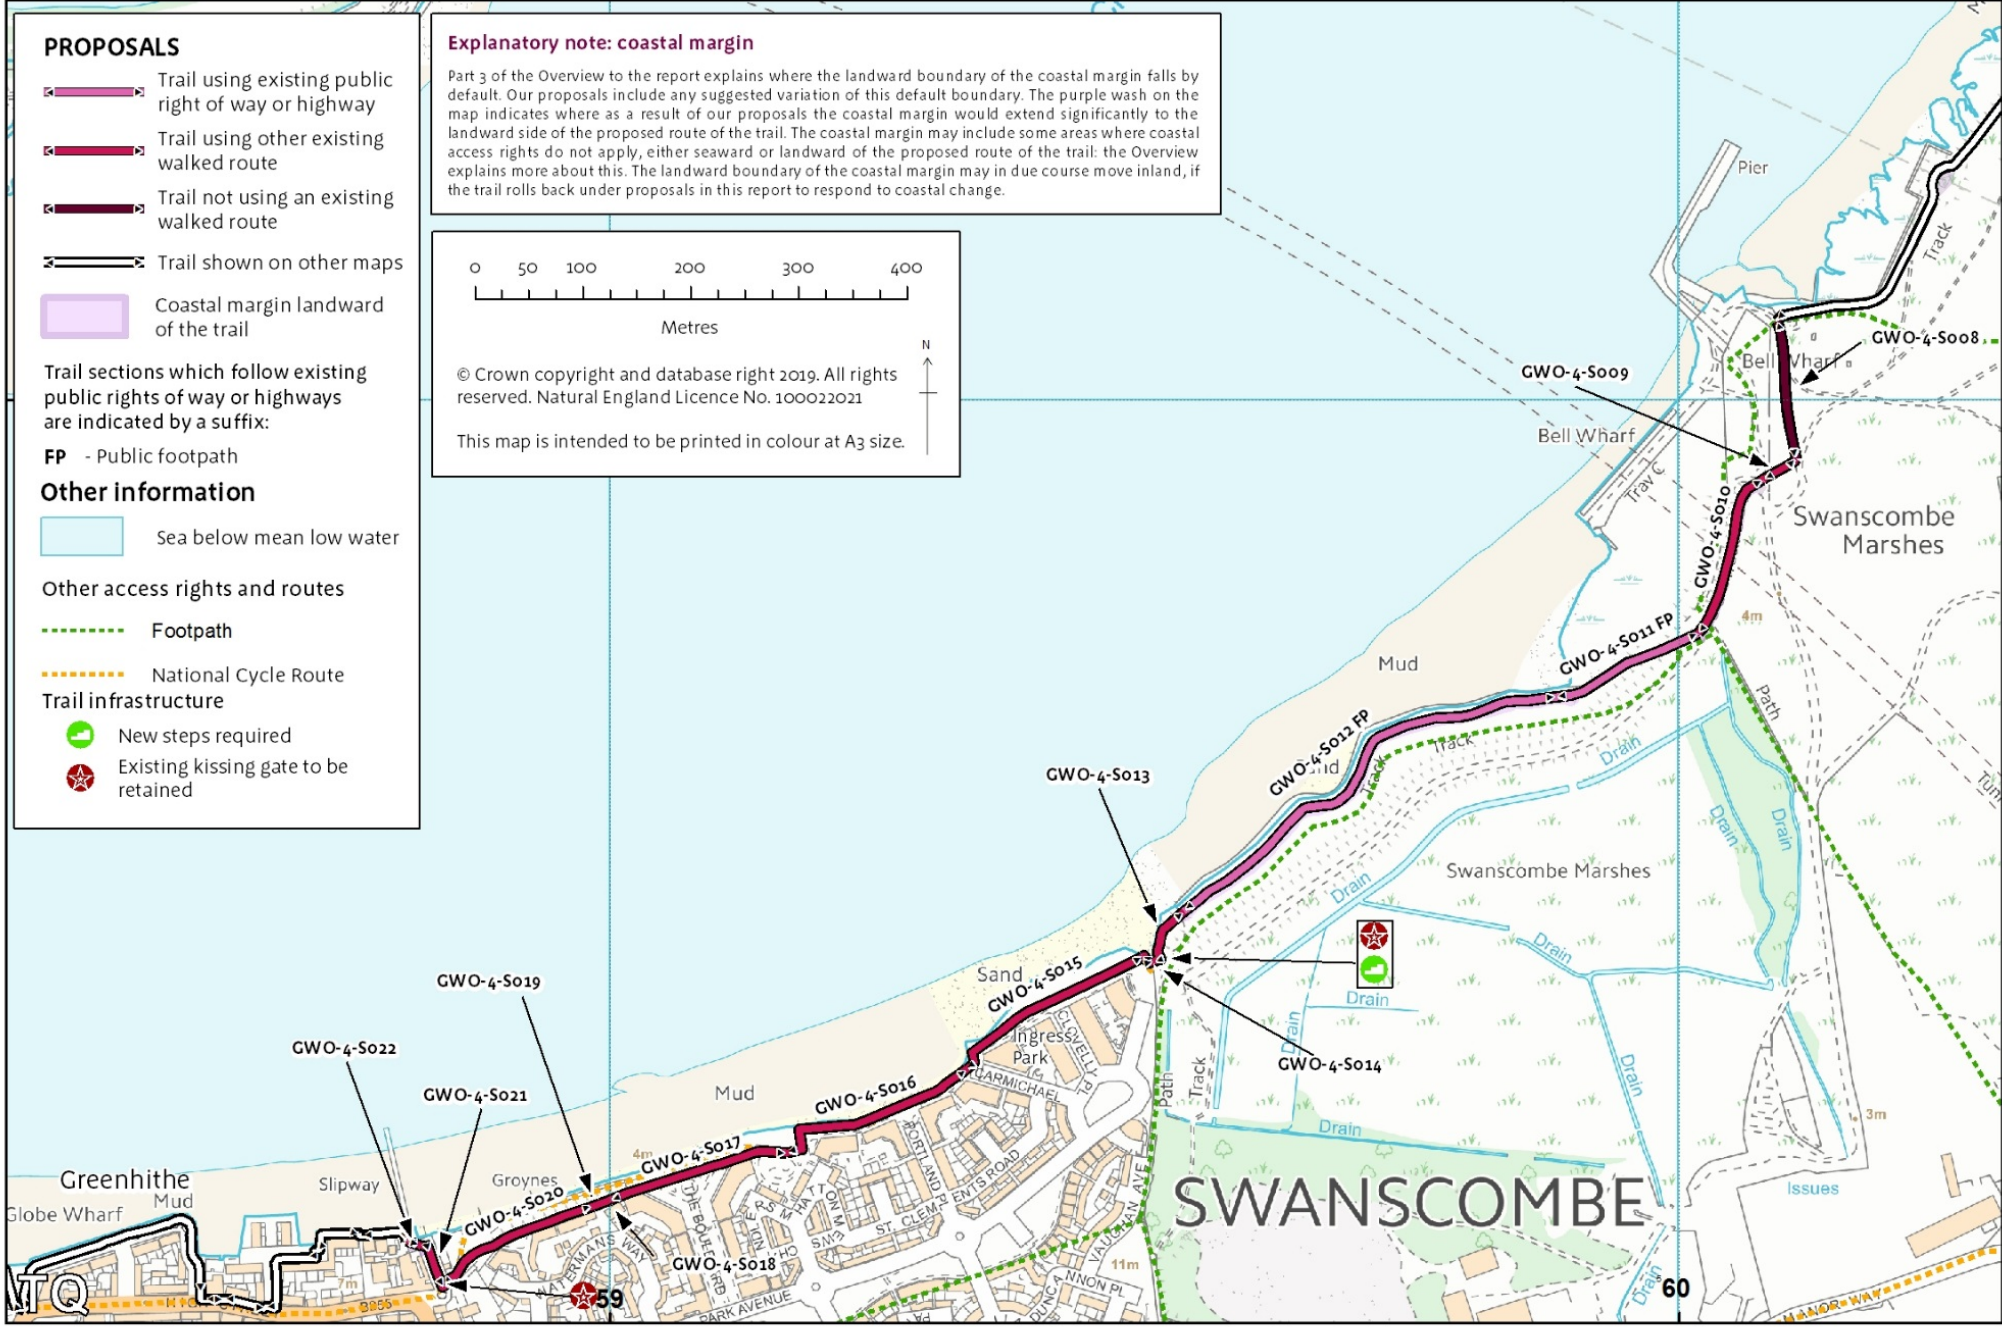 PROPOSALS
Trail using existing public
right of way or highway
Trail using other existing
walked route
Trail not using an existing
walked route
Trail shown on other maps
Coastal margin landward
of the trail
Trail sections which follow existing
public rights of way or highways
are indicated by a suffix:
FP - Public footpath
Other information
Sea below mean low water
Other access rights and routes
Footpath
National Cycle Route
Trail infrastructure
New steps required
Existing kissing gate to be
retained
Explanatory note: coastal margin
Part 3 of the Overview to the report explains where the landward boundary of the coastal margin falls by
default. Our proposals include any suggested variation of this default boundary. The purple wash on the
map indicates where as a result of our proposals the coastal margin would extend significantly to the
landward side of the proposed route of the trail. The coastal margin may include some areas where coastal
access rights do not apply, either seaward or landward of the proposed route of the trail: the Overview
explains more about this. The landward boundary of the coastal margin may in due course move inland, if
the trail rolls back under proposals in this report to respond to coastal change.
0 50 100 200 300 400
Metres
N
© Crown copyright and database right 2019. All rights
reserved. Natural England Licence No. 100022021
This map is intended to be printed in colour at A3 size.
Pier
Track
GWO-4-S008
Bell Wharf
GWO-4-S009
Bell Wharf
GWO-4-S010
Swanscombe
Marshes
4m
GWO-4-S011 FP
Mud
Path
GWO-4-S012 FP
Track
Track
Drain
GWO-4-S013
Drain
Drain
Swanscombe Marshes
Drain
Drain
Sand
GWO-4-S015
Drain
Drain
GWO-4-S014
Ingress
Park
CARMICHAEL
Path
Track
Drain
GWO-4-S019
GWO-4-S022
GWO-4-S021
Mud
GWO-4-S016
3m
Drain
4m
GWO-4-S017
Greenhithe
Mud
Globe Wharf
Slipway
Groynes
GWO-4-S020
SWANSCOMBE
Issues
GWO-4-S018
PARK AVENUE
VAUGHAN AVE
11m
NNON PL
7m
TQ
59
60
Drain
MANOR WAY